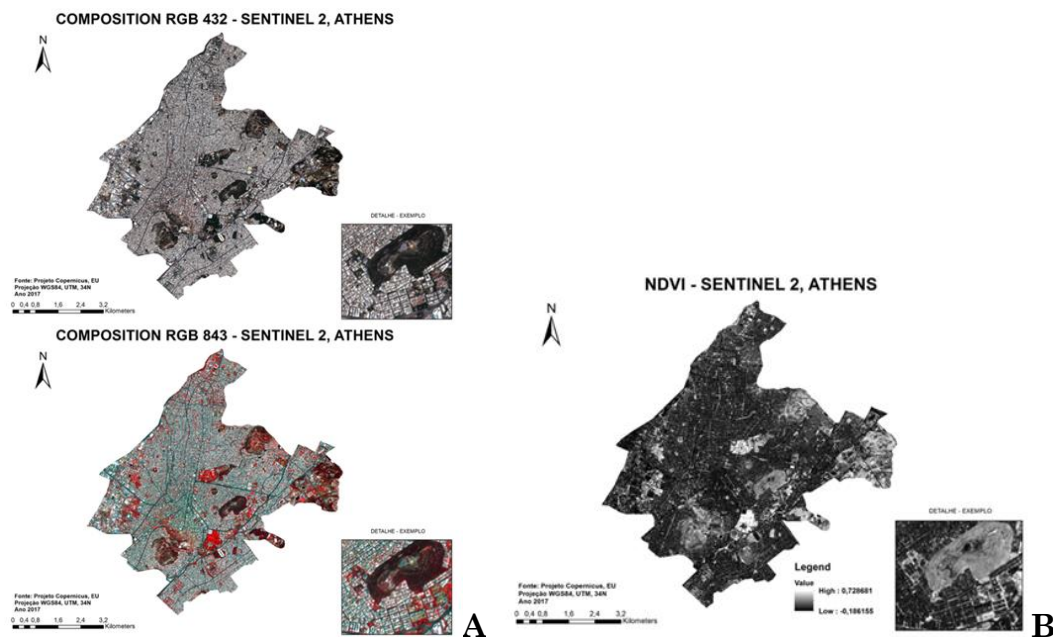 COMPOSITION RGB 432 - SENTINEL 2, ATHENS
N
DETALHE - EXEMPLO
Fonte: Projeto Copernicus, EU
Projeção WGS84, UTM, 34N
Ano 2017
0 0,4 0,8 1,6 2,4 3,2
Kilometers
COMPOSITION RGB 843 - SENTINEL 2, ATHENS
N
DETALHE - EXEMPLO
Fonte: Projeto Copernicus, EU
Projeção WGS84, UTM, 34N
Ano 2017
0 0,4 0,8 1,6 2,4 3,2
Kilometers
A
NDVI - SENTINEL 2, ATHENS
N
DETALHE - EXEMPLO
Legend
Value
High : 0,728681
Low : -0,186155
Fonte: Projeto Copernicus, EU
Projeção WGS84, UTM, 34N
Ano 2017
0 0,4 0,8 1,6 2,4 3,2
Kilometers
B